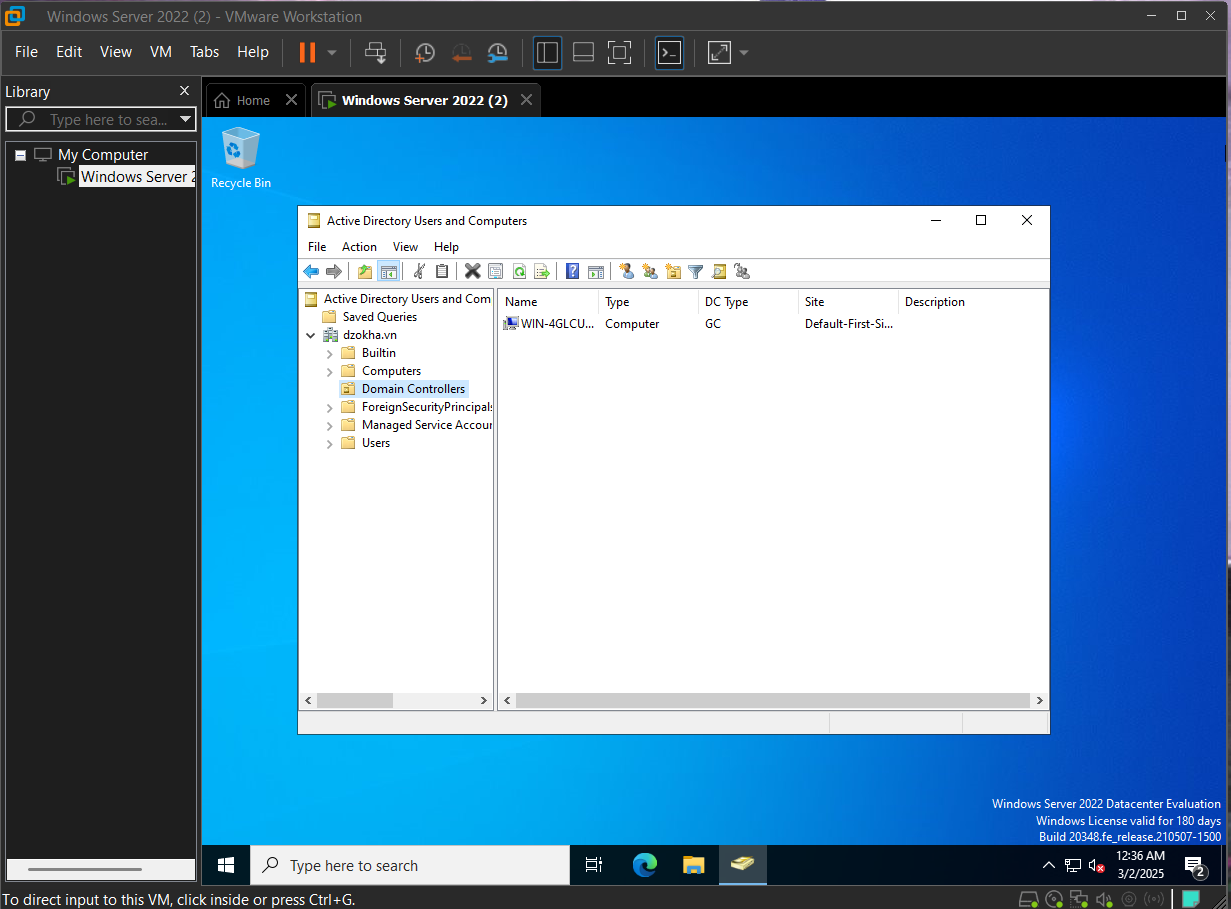 Windows Server 2022 (2) - VMware Workstation
File Edit View VM Tabs Help
Library
Home
Windows Server 2022 (2)
Type here to sea...
My Computer
Windows Server 2
Recycle Bin
Active Directory Users and Computers
File Action View Help
Active Directory Users and Com
Saved Queries
dzokha.vn
Builtin
Computers
Domain Controllers
ForeignSecurityPrincipals
Managed Service Accour
Users
Name Type DC Type Site Description
WIN-4GLCU... Computer GC Default-First-Si...
Windows Server 2022 Datacenter Evaluation
Windows License valid for 180 days
Build 20348.fe_release.210507-1500
Type here to search
12:36 AM
3/2/2025
2
To direct input to this VM, click inside or press Ctrl+G.